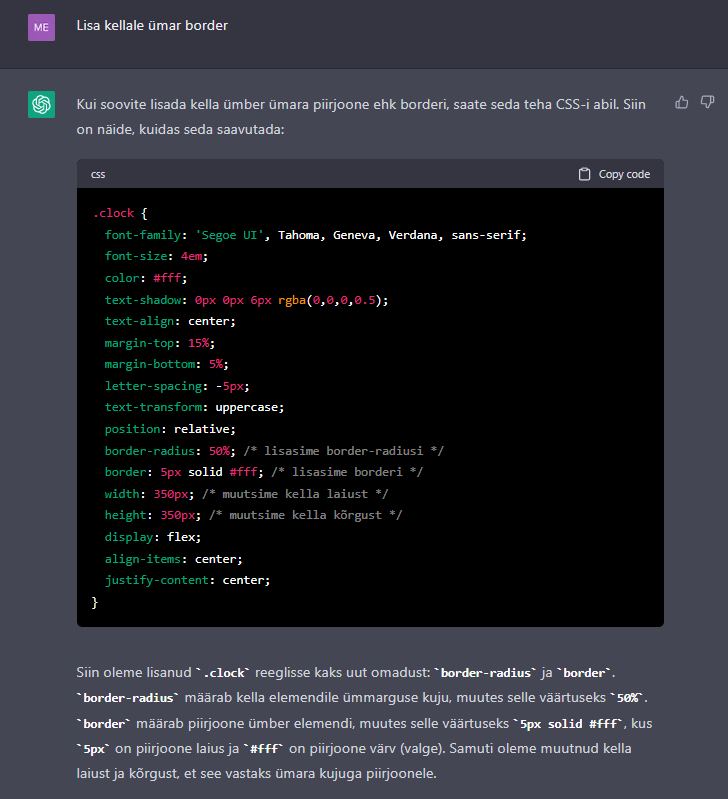 ME
Lisa kellale ümar border
Kui soovite lisada kella ümber ümara piirjoone ehk borderi, saate seda teha CSS-i abil. Siin
on näide, kuidas seda saavutada:
css
Copy code
.clock {
font-family: 'Segoe UI', Tahoma, Geneva, Verdana, sans-serif;
font-size: 4em;
color: #fff;
text-shadow: 0px 0px 6px rgba(0,0,0,0.5);
text-align: center;
margin-top: 15%;
margin-bottom: 5%;
letter-spacing: -5px;
text-transform: uppercase;
position: relative;
border-radius: 50%; /* lisasime border-radiusi */
border: 5px solid #fff; /* lisasime borderi */
width: 350px; /* muutsime kella laiust */
height: 350px; /* muutsime kella kõrgust */
display: flex;
align-items: center;
justify-content: center;
}
Siin oleme lisanud `.clock` reeglisse kaks uut omadust: `border-radius` ja `border`.
`border-radius` määrab kella elemendile ümmarguse kuju, muutes selle väärtuseks `50%`.
`border` määrab piirjoone ümber elemendi, muutes selle väärtuseks `5px solid #fff`, kus
`5px` on piirjoone laius ja `#fff` on piirjoone värv (valge). Samuti oleme muutnud kella
laiust ja kõrgust, et see vastaks ümara kujuga piirjoonele.